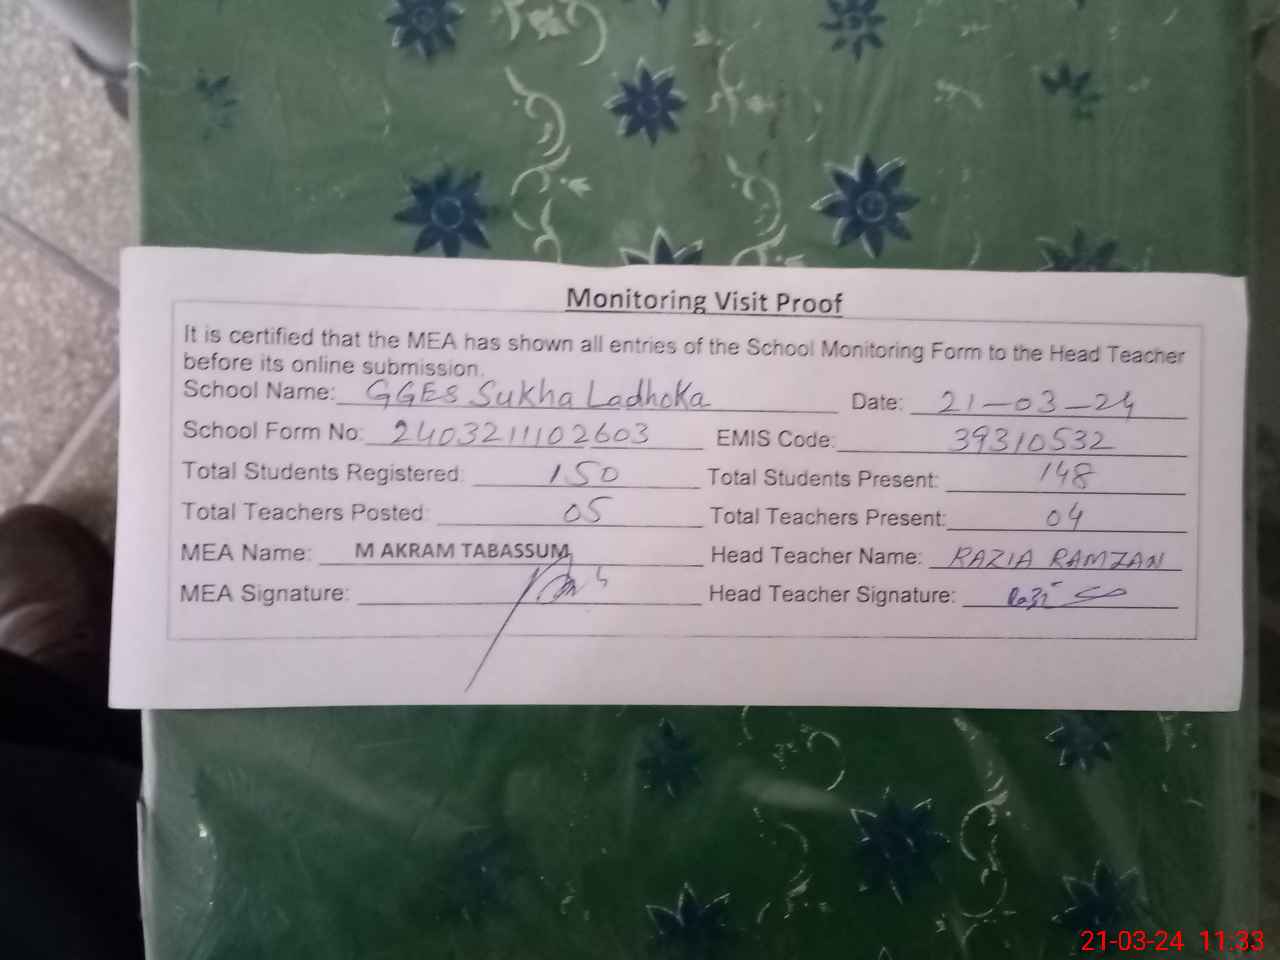 Monitoring Visit Proof
It is certified that the MEA has shown all entries of the School Monitoring Form to the Head Teacher
before its online submission.
School Name: GGES Sukha Ladhoka Date: 21-03-24
School Form No: 2403211102603 EMIS Code: 39310532
Total Students Registered: 150 Total Students Present: 148
Total Teachers Posted: 05 Total Teachers Present: 04
MEA Name: M AKRAM TABASSUM Head Teacher Name: RAZIA RAMZAN
MEA Signature: Head Teacher Signature:
21-03-24 11:33